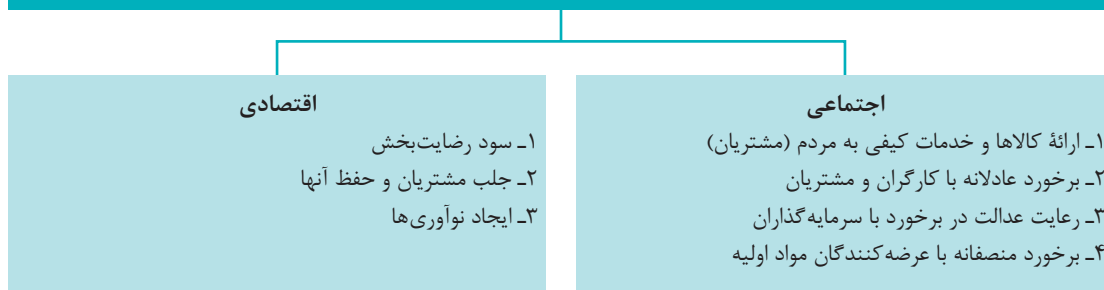 اجتماعی
۱ـ ارائهٔ کالاها و خدمات کیفی به مردم (مشتریان)
۲ـ برخورد عادلانه با کارگران و مشتریان
۳ـ رعایت عدالت در برخورد با سرمایه‌گذاران
۴ـ برخورد منصفانه با عرضه‌کنندگان مواد اولیه
اقتصادی
۱ـ سود رضایت‌بخش
۲ـ جلب مشتریان و حفظ آنها
۳ـ ایجاد نوآوری‌ها